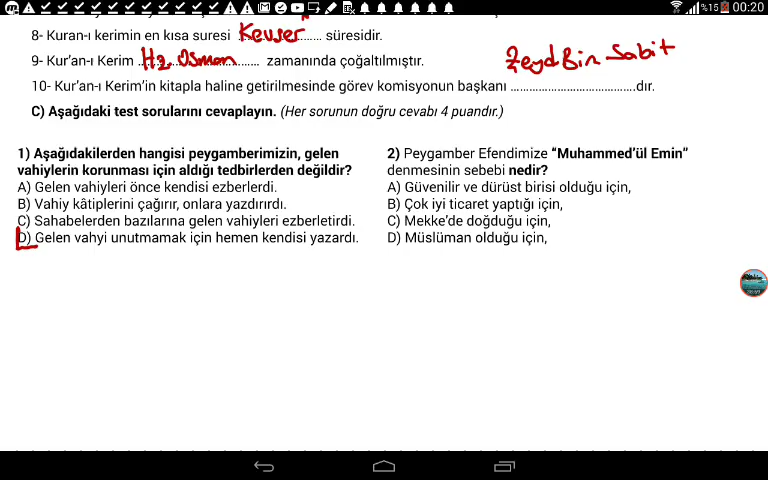 %15 00:20
8- Kuran-ı kerimin en kısa suresi Kevser süresidir.
9- Kur'an-ı Kerim Hz. Osman zamanında çoğaltılmıştır.
Zeyd Bin Sabit
10- Kur'an-ı Kerim'in kitapla haline getirilmesinde görev komisyonun başkanı ........................................dır.
C) Aşağıdaki test sorularını cevaplayın. (Her sorunun doğru cevabı 4 puandır.)
1) Aşağıdakilerden hangisi peygamberimizin, gelen
vahiylerin korunması için aldığı tedbirlerden değildir?
A) Gelen vahiyleri önce kendisi ezberlerdi.
B) Vahiy kâtiplerini çağırır, onlara yazdırırdı.
C) Sahabelerden bazılarına gelen vahiyleri ezberletirdi.
D) Gelen vahyi unutmamak için hemen kendisi yazardı.
2) Peygamber Efendimize "Muhammed'ül Emin"
denmesinin sebebi nedir?
A) Güvenilir ve dürüst birisi olduğu için,
B) Çok iyi ticaret yaptığı için,
C) Mekke'de doğduğu için,
D) Müslüman olduğu için,